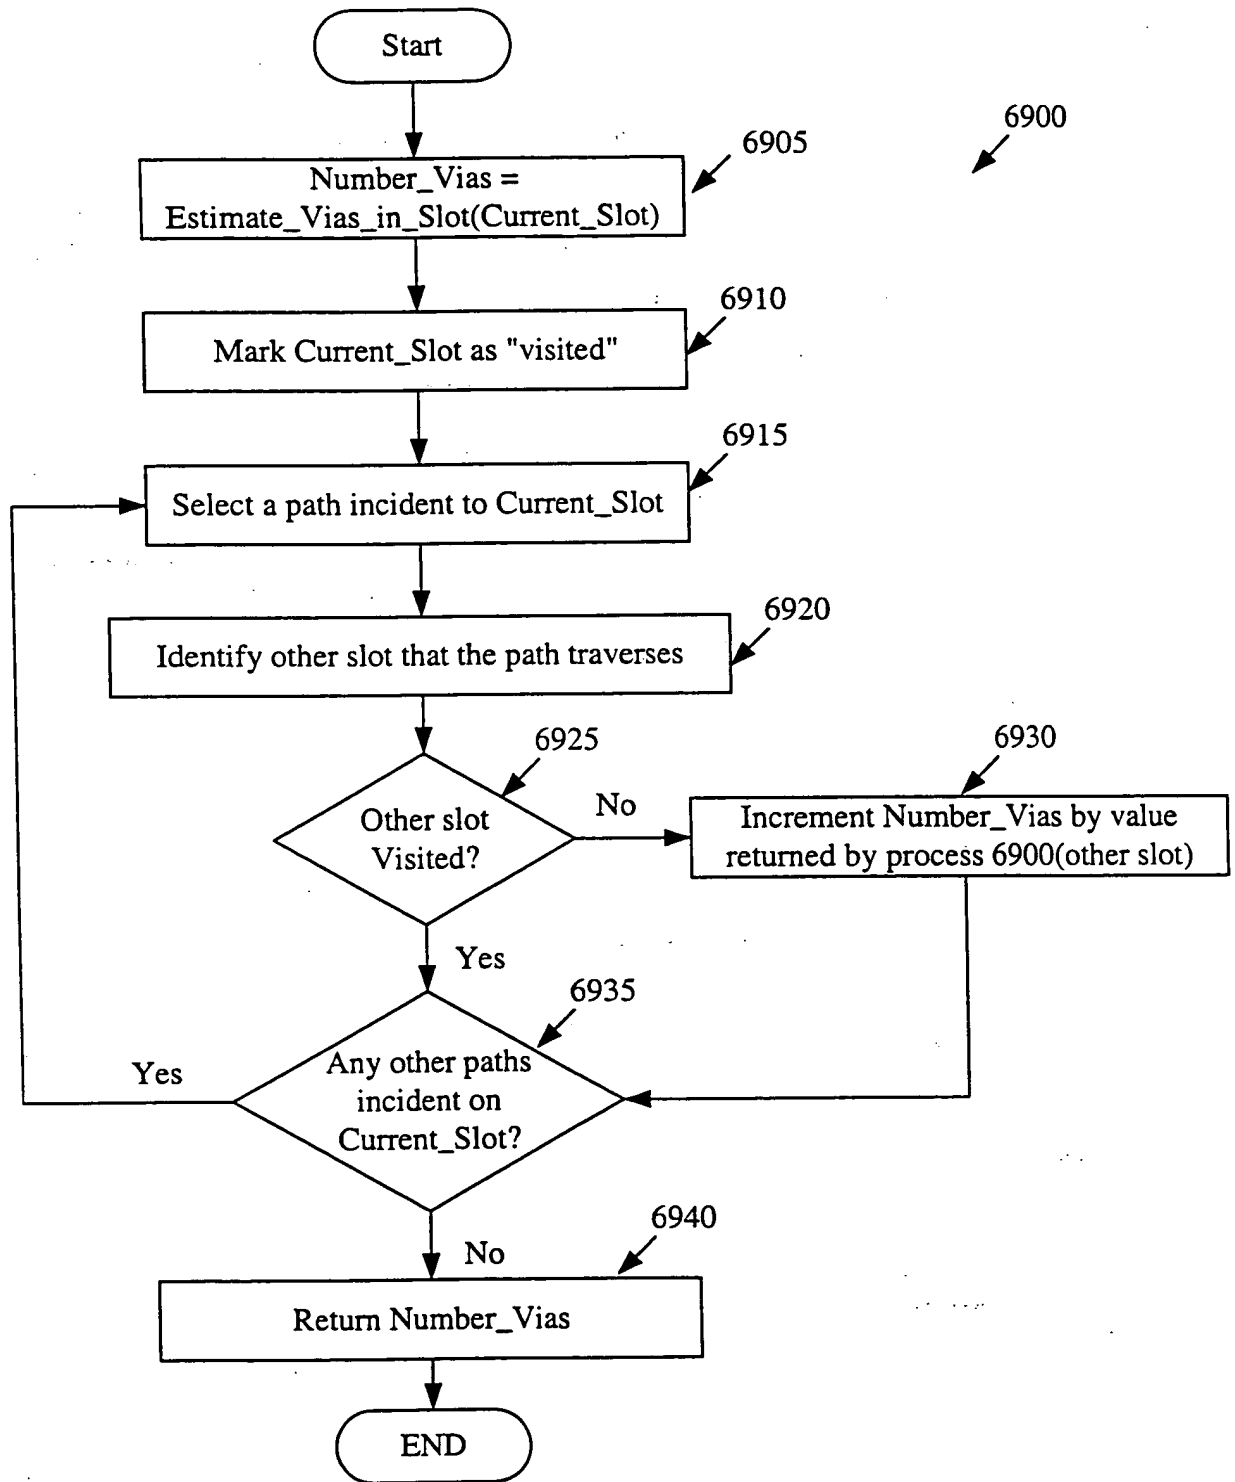 Start
6900
6905
Number_Vias =
Estimate_Vias_in_Slot(Current_Slot)
6910
Mark Current_Slot as "visited"
6915
Select a path incident to Current_Slot
6920
Identify other slot that the path traverses
6925
Other slot
Visited?
No
6930
Increment Number_Vias by value
returned by process 6900(other slot)
Yes
6935
Any other paths
incident on
Current_Slot?
Yes
No
6940
Return Number_Vias
END